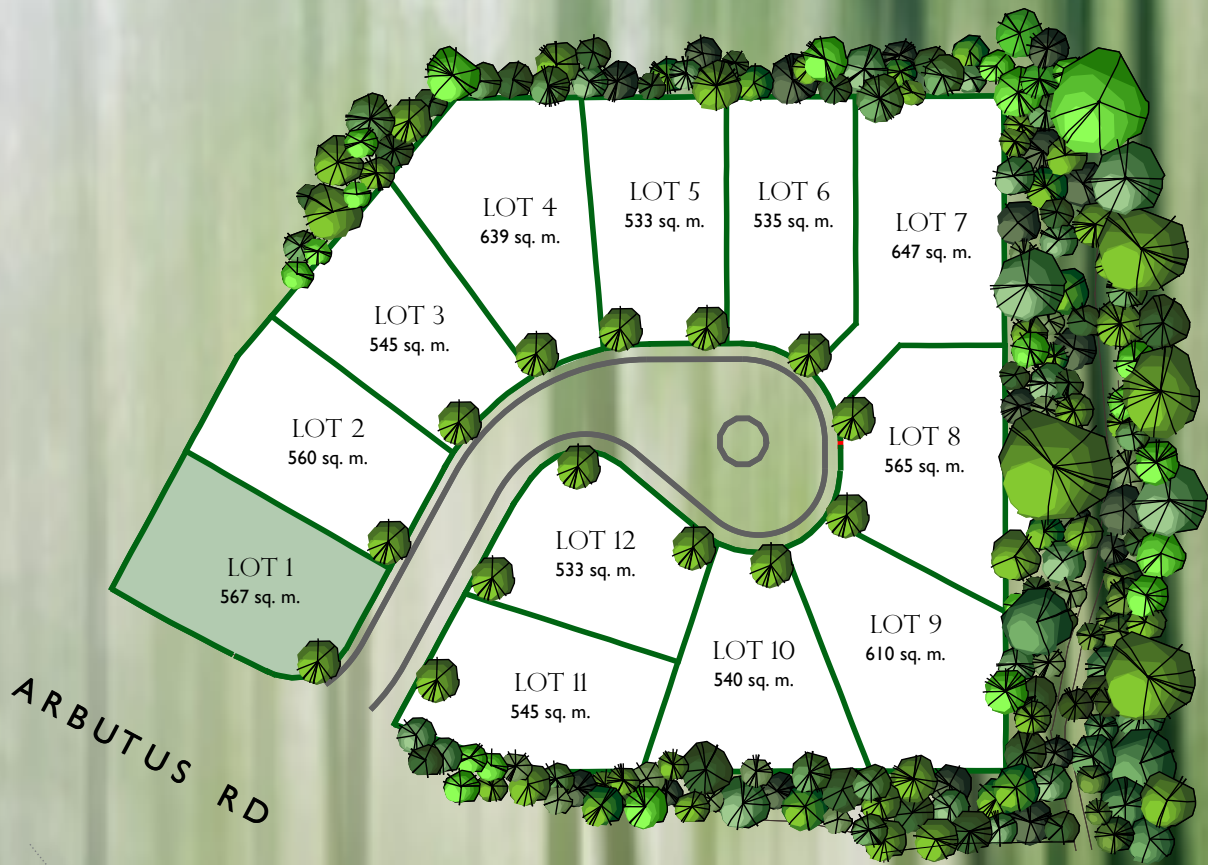 LOT 1
567 sq. m.
LOT 2
560 sq. m.
LOT 3
545 sq. m.
LOT 4
639 sq. m.
LOT 5
533 sq. m.
LOT 6
535 sq. m.
LOT 7
647 sq. m.
LOT 8
565 sq. m.
LOT 9
610 sq. m.
LOT 10
540 sq. m.
LOT 11
545 sq. m.
LOT 12
533 sq. m.
ARBUTUS RD